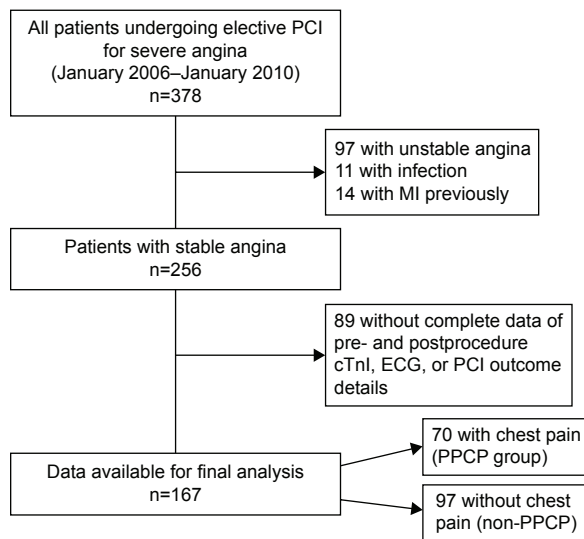 All patients undergoing elective PCI
for severe angina
(January 2006–January 2010)
n=378
97 with unstable angina
11 with infection
14 with MI previously
Patients with stable angina
n=256
89 without complete data of
pre- and postprocedure
cTnI, ECG, or PCI outcome
details
70 with chest pain
(PPCP group)
Data available for final analysis
n=167
97 without chest
pain (non-PPCP)